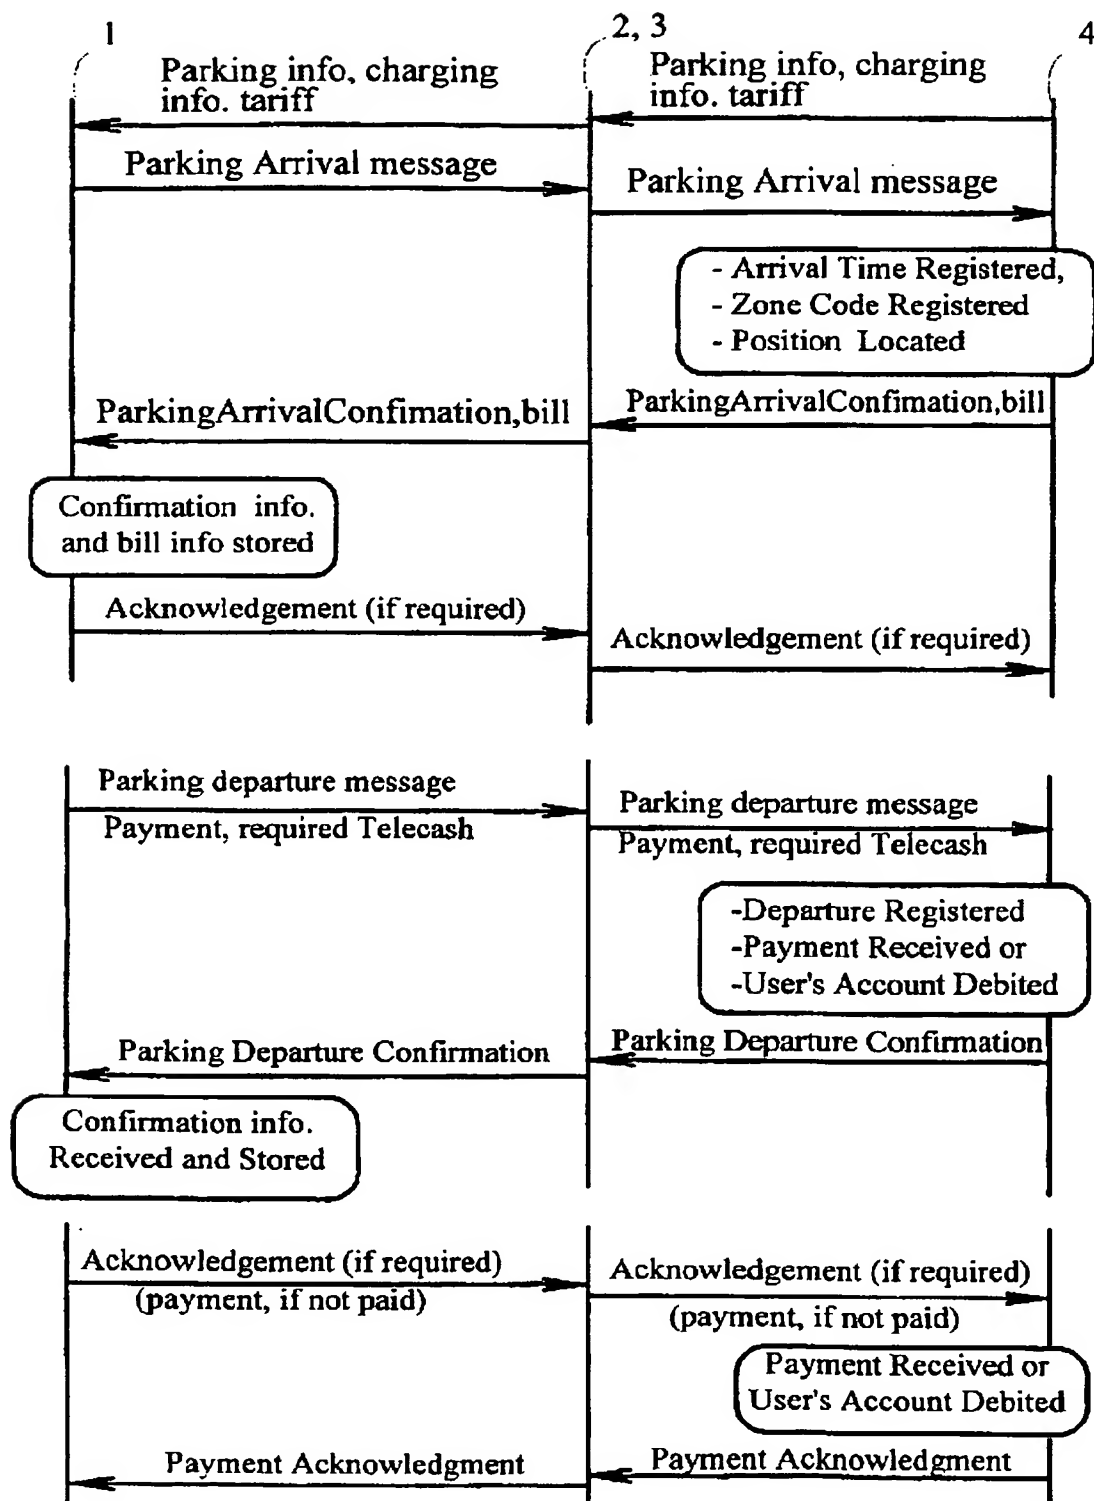 1
2, 3
4
Parking info, charging
info. tariff
Parking info, charging
info. tariff
Parking Arrival message
Parking Arrival message
- Arrival Time Registered,
- Zone Code Registered
- Position Located
ParkingArrivalConfimation,bill
ParkingArrivalConfimation,bill
Confirmation info.
and bill info stored
Acknowledgement (if required)
Acknowledgement (if required)
Parking departure message
Payment, required Telecash
Parking departure message
Payment, required Telecash
-Departure Registered
-Payment Received or
-User's Account Debited
Parking Departure Confirmation
Parking Departure Confirmation
Confirmation info.
Received and Stored
Acknowledgement (if required)
(payment, if not paid)
Acknowledgement (if required)
(payment, if not paid)
Payment Received or
User's Account Debited
Payment Acknowledgment
Payment Acknowledgment